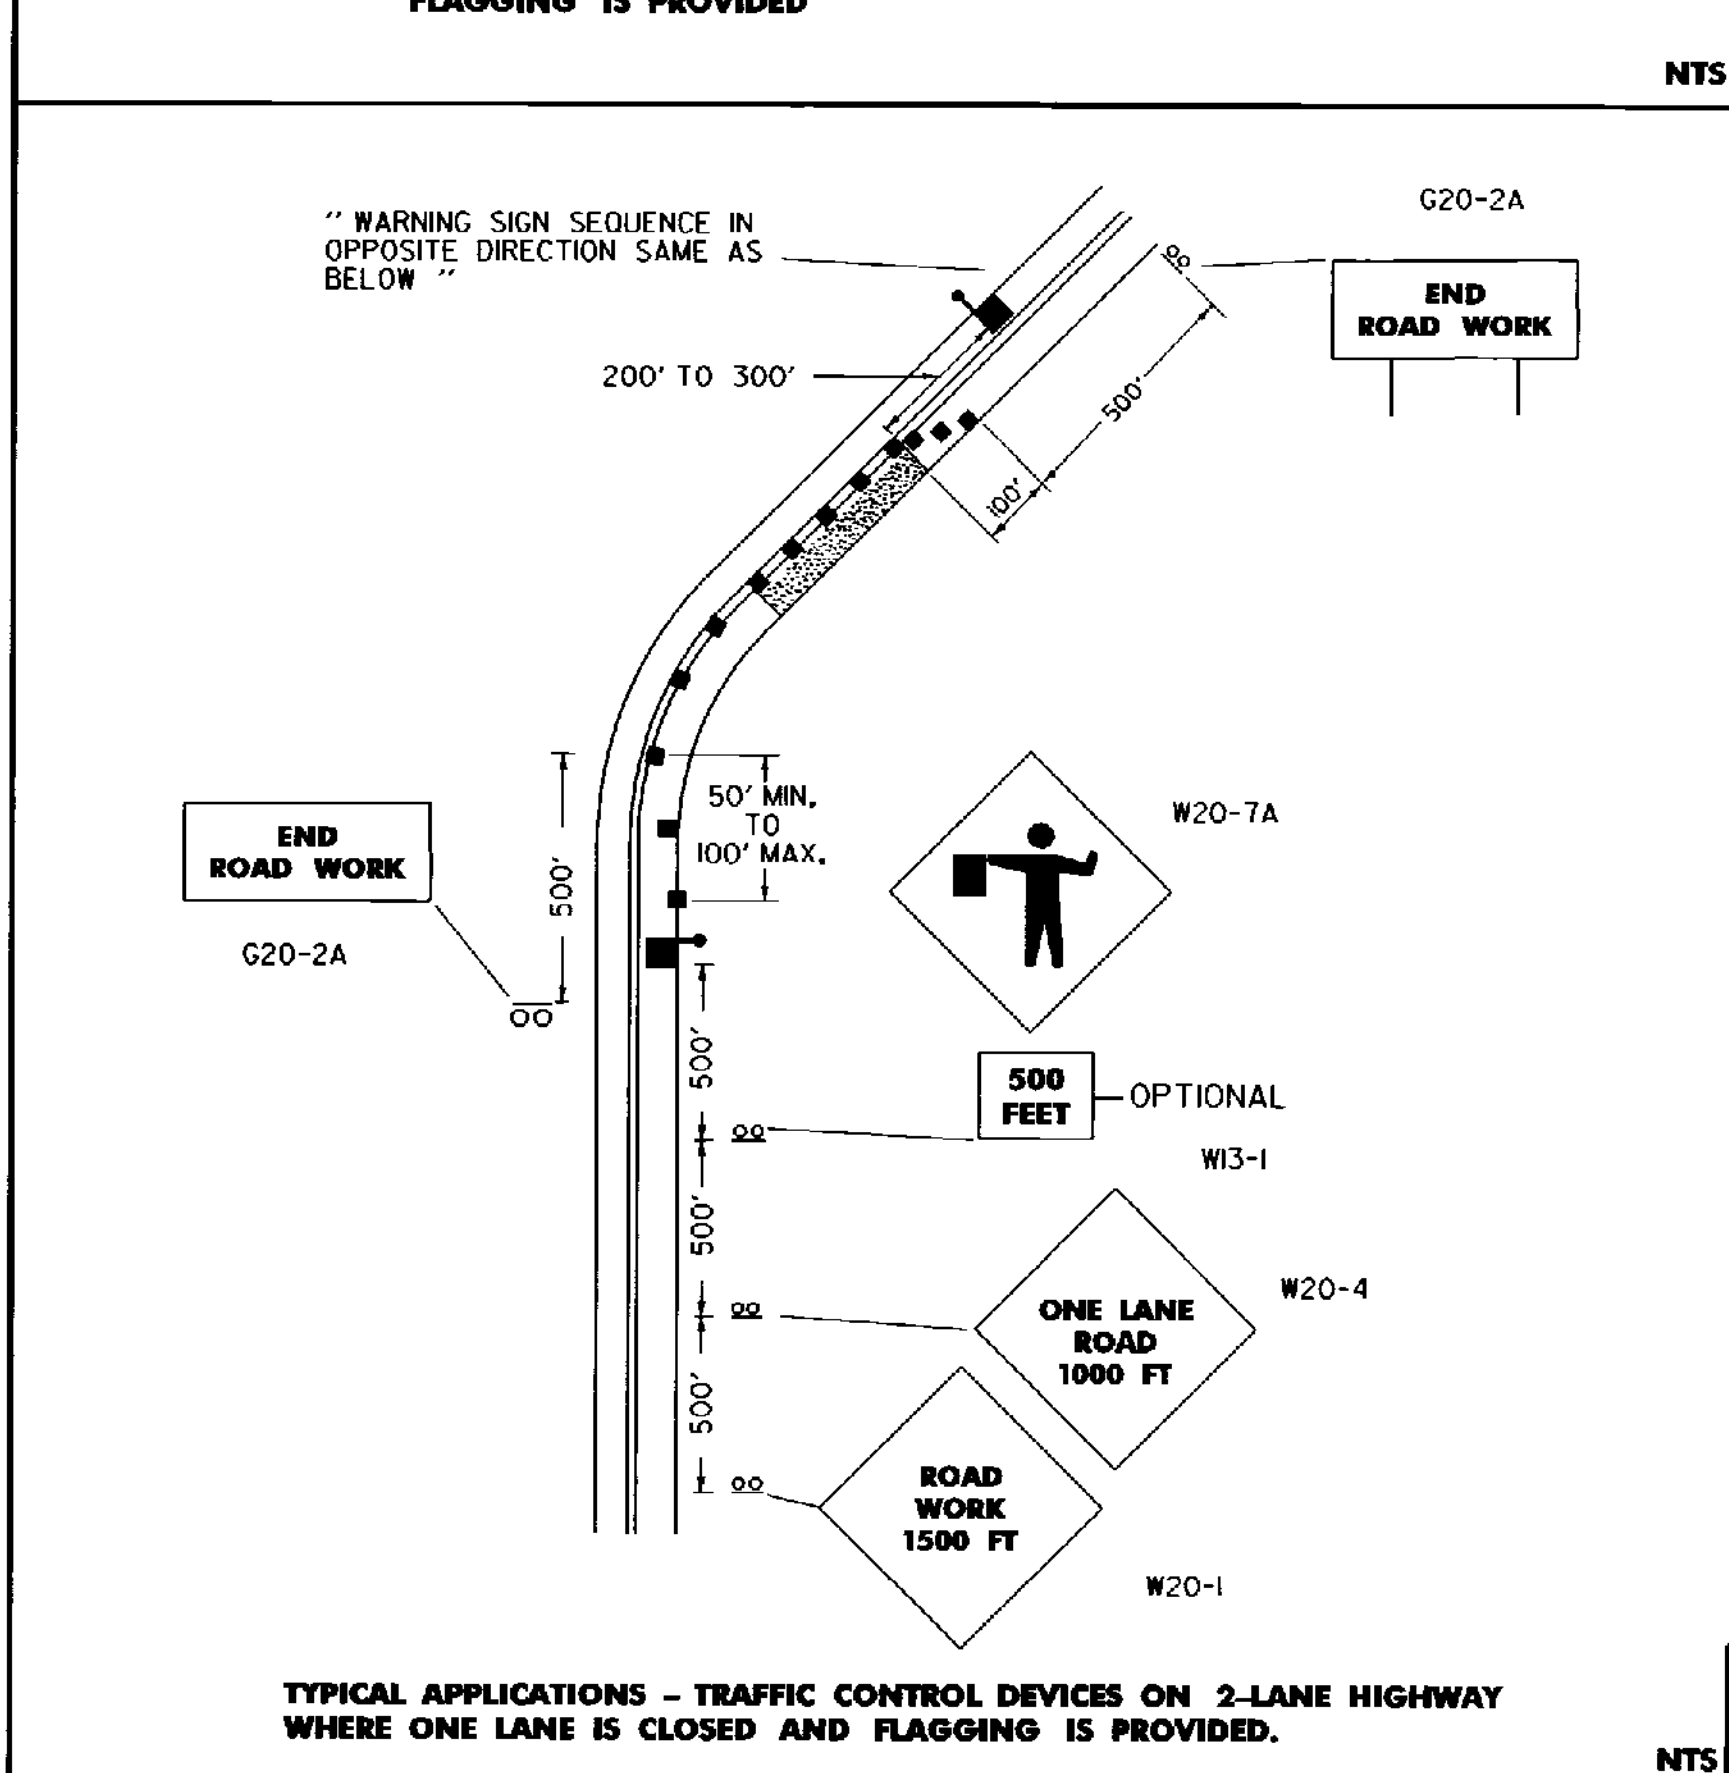 FLAGGING IS PROVIDED
NTS
" WARNING SIGN SEQUENCE IN
OPPOSITE DIRECTION SAME AS
BELOW "
G20-2A
END
ROAD WORK
200' TO 300'
500'
100'
END
ROAD WORK
G20-2A
500'
50' MIN.
TO
100' MAX.
W20-7A
500'
500
FEET
OPTIONAL
W13-1
500'
ONE LANE
ROAD
1000 FT
W20-4
500'
ROAD
WORK
1500 FT
W20-1
TYPICAL APPLICATIONS - TRAFFIC CONTROL DEVICES ON 2-LANE HIGHWAY
WHERE ONE LANE IS CLOSED AND FLAGGING IS PROVIDED.
NTS